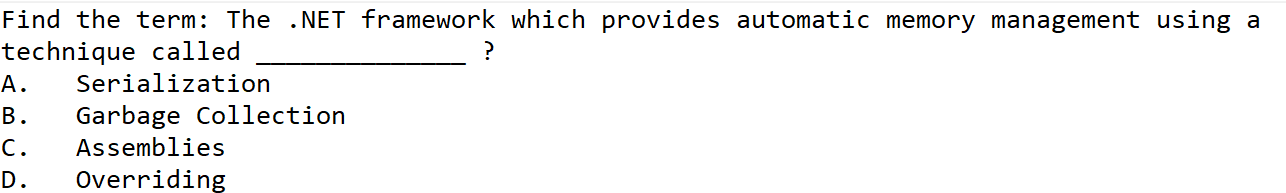 Find the term: The .NET framework which provides automatic memory management using a
technique called ______________ ?
A. Serialization
B. Garbage Collection
C. Assemblies
D. Overriding